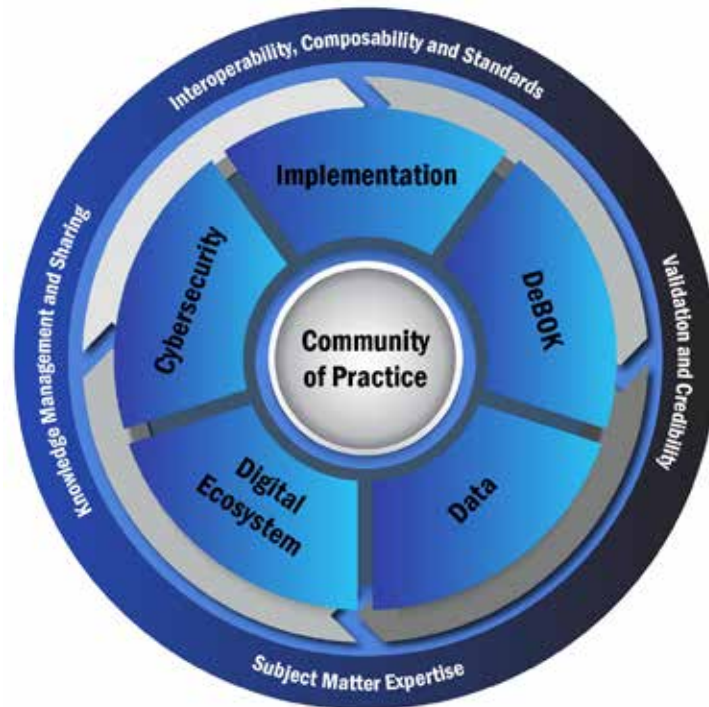 Interoperability, Composability and Standards
Knowledge Management and Sharing
Validation and Credibility
Subject Matter Expertise
Implementation
Cybersecurity
DeBOK
Digital
Ecosystem
Data
Community
of Practice